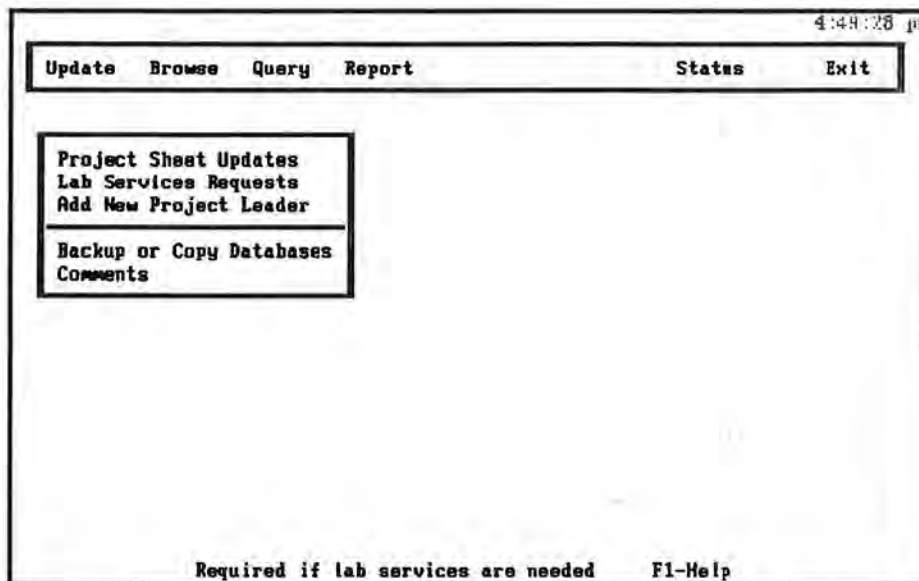 4:49:28 p
Update Browse Query Report Status Exit
Project Sheet Updates
Lab Services Requests
Add New Project Leader
Backup or Copy Databases
Comments
Required if lab services are needed F1-Help